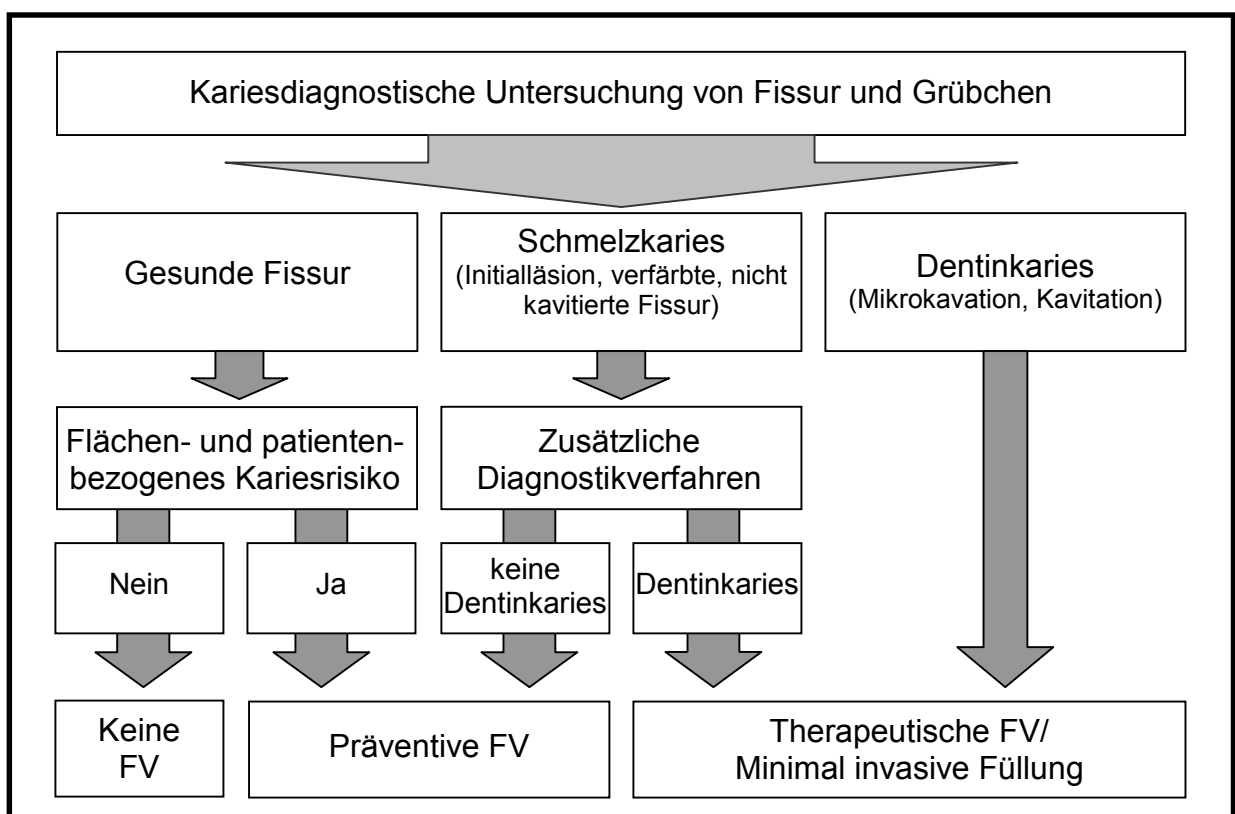 Kariesdiagnostische Untersuchung von Fissur und Grübchen
Gesunde Fissur
Schmelzkaries
(Initialläsion, verfärbte, nicht
kavitierte Fissur)
Dentinkaries
(Mikrokavation, Kavitation)
Flächen- und patienten-
bezogenes Kariesrisiko
Zusätzliche
Diagnostikverfahren
Nein
Ja
keine
Dentinkaries
Dentinkaries
Keine
FV
Präventive FV
Therapeutische FV/
Minimal invasive Füllung